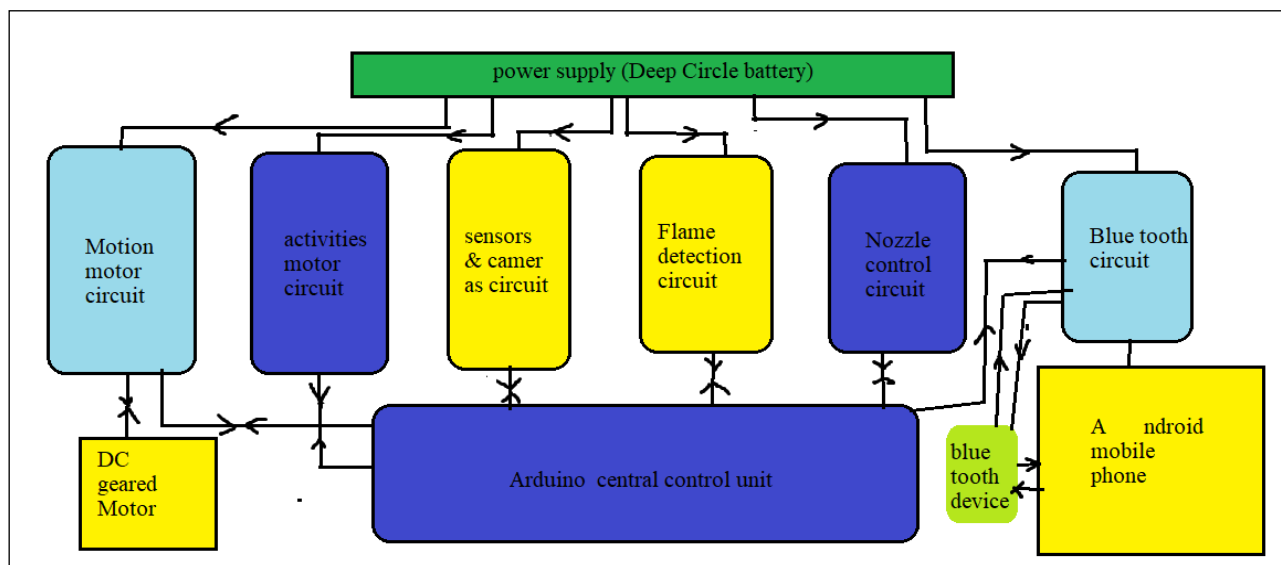 power supply (Deep Circle battery)
Motion
motor
circuit
activities
motor
circuit
sensors
& camer
as circuit
Flame
detection
circuit
Nozzle
control
circuit
Blue tooth
circuit
DC
geared
Motor
Arduino central control unit
blue
tooth
device
A ndroid
mobile
phone